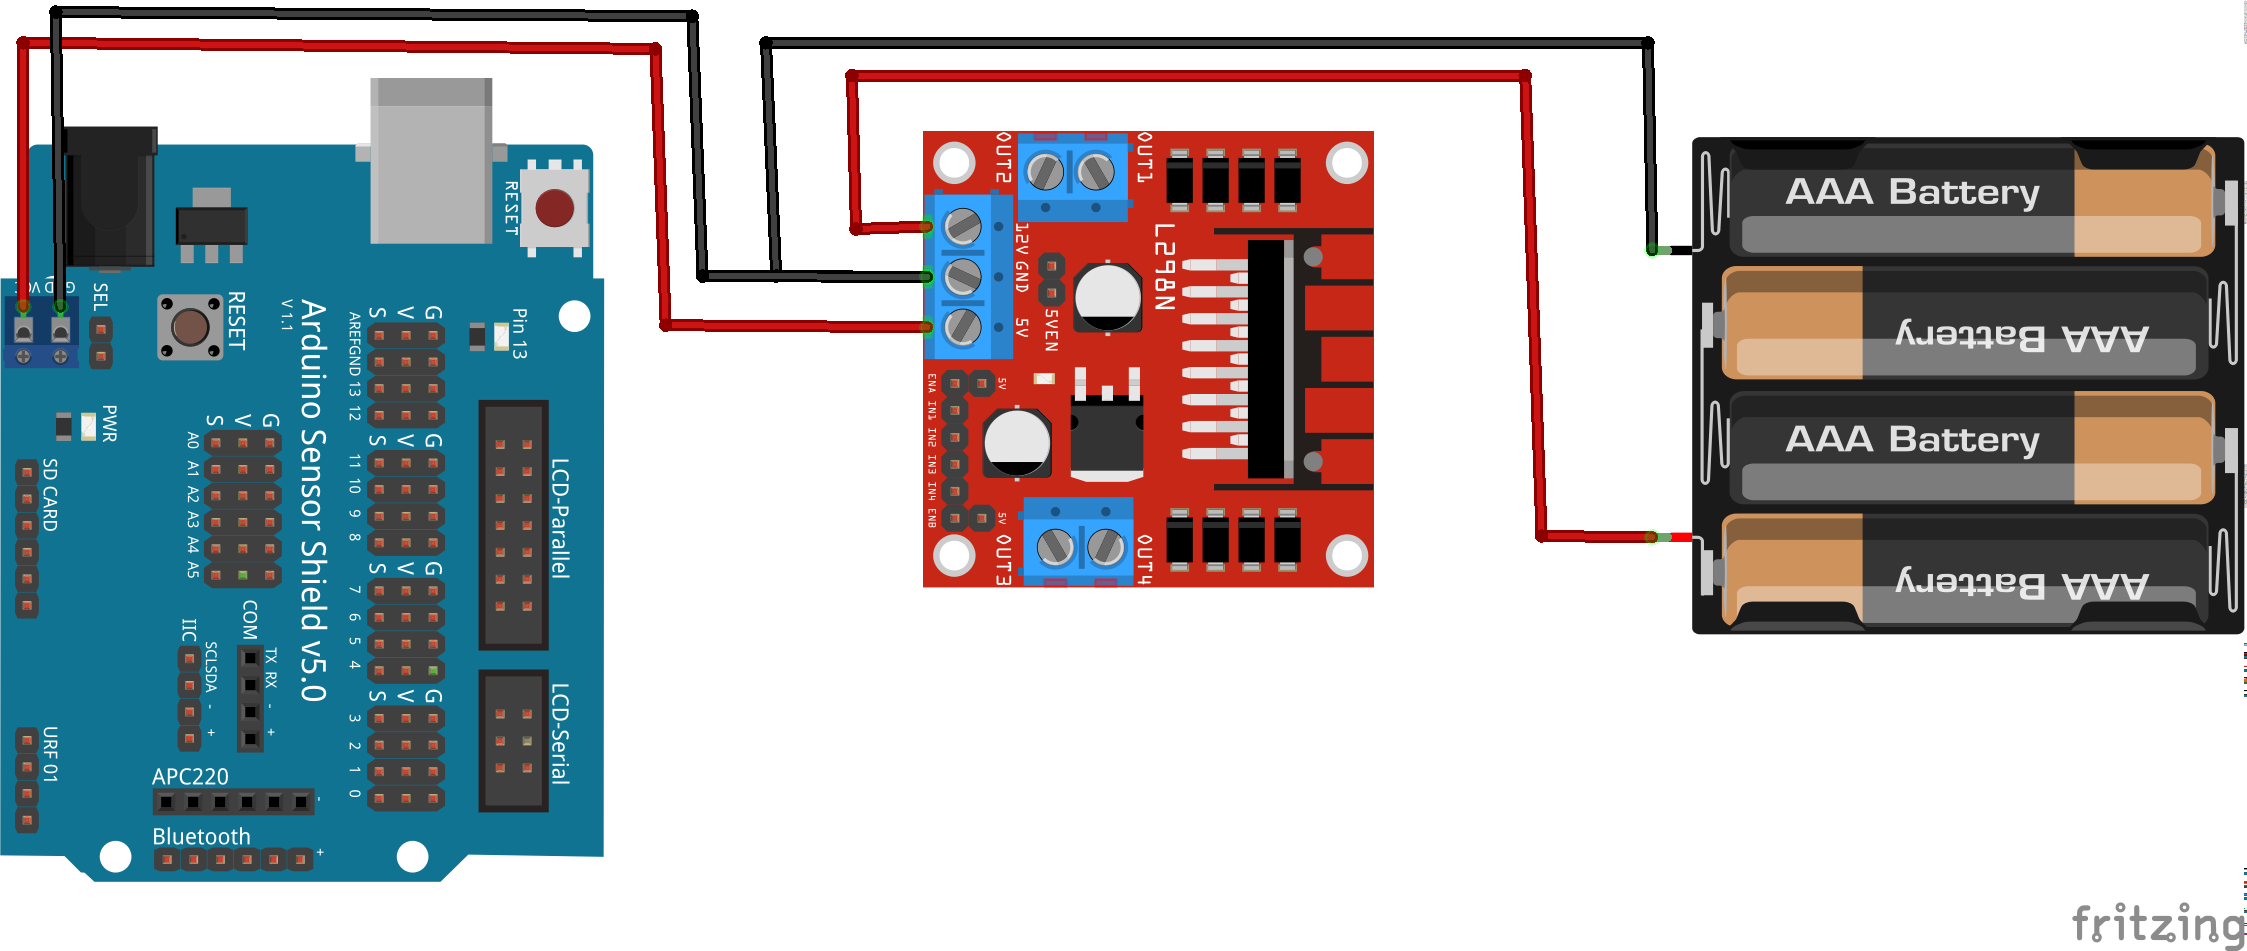 SEL
RESET
V 1.1
Arduino Sensor Shield v5.0
RESET
Pin 13
PWR
SD CARD
S V G
A0
A1
A2
A3
A4
A5
S V G
AREF
GND
13
12
S V G
11
10
9
8
S V G
7
6
5
4
S V G
3
2
1
0
LCD-Parallel
LCD-Serial
COM
TX RX - +
IIC
SCL SDA - +
URF 01
APC220
-
Bluetooth
+
OUT2
OUT1
12V GND
5V
5VEN
L298N
ENA IN1 IN2 IN3 IN4 ENB
5V
5V
OUT3
OUT4
AAA Battery
AAA Battery
AAA Battery
AAA Battery
fritzing